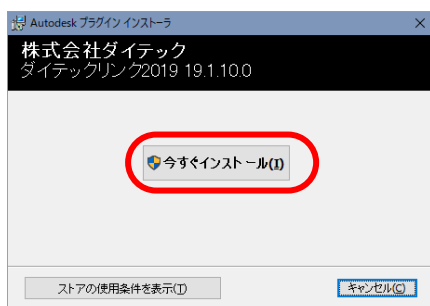 Autodesk プラグイン インストーラ
株式会社ダイテック
ダイテックリンク2019 19.1.10.0
今すぐインストール(I)
ストアの使用条件を表示(T)
キャンセル(C)